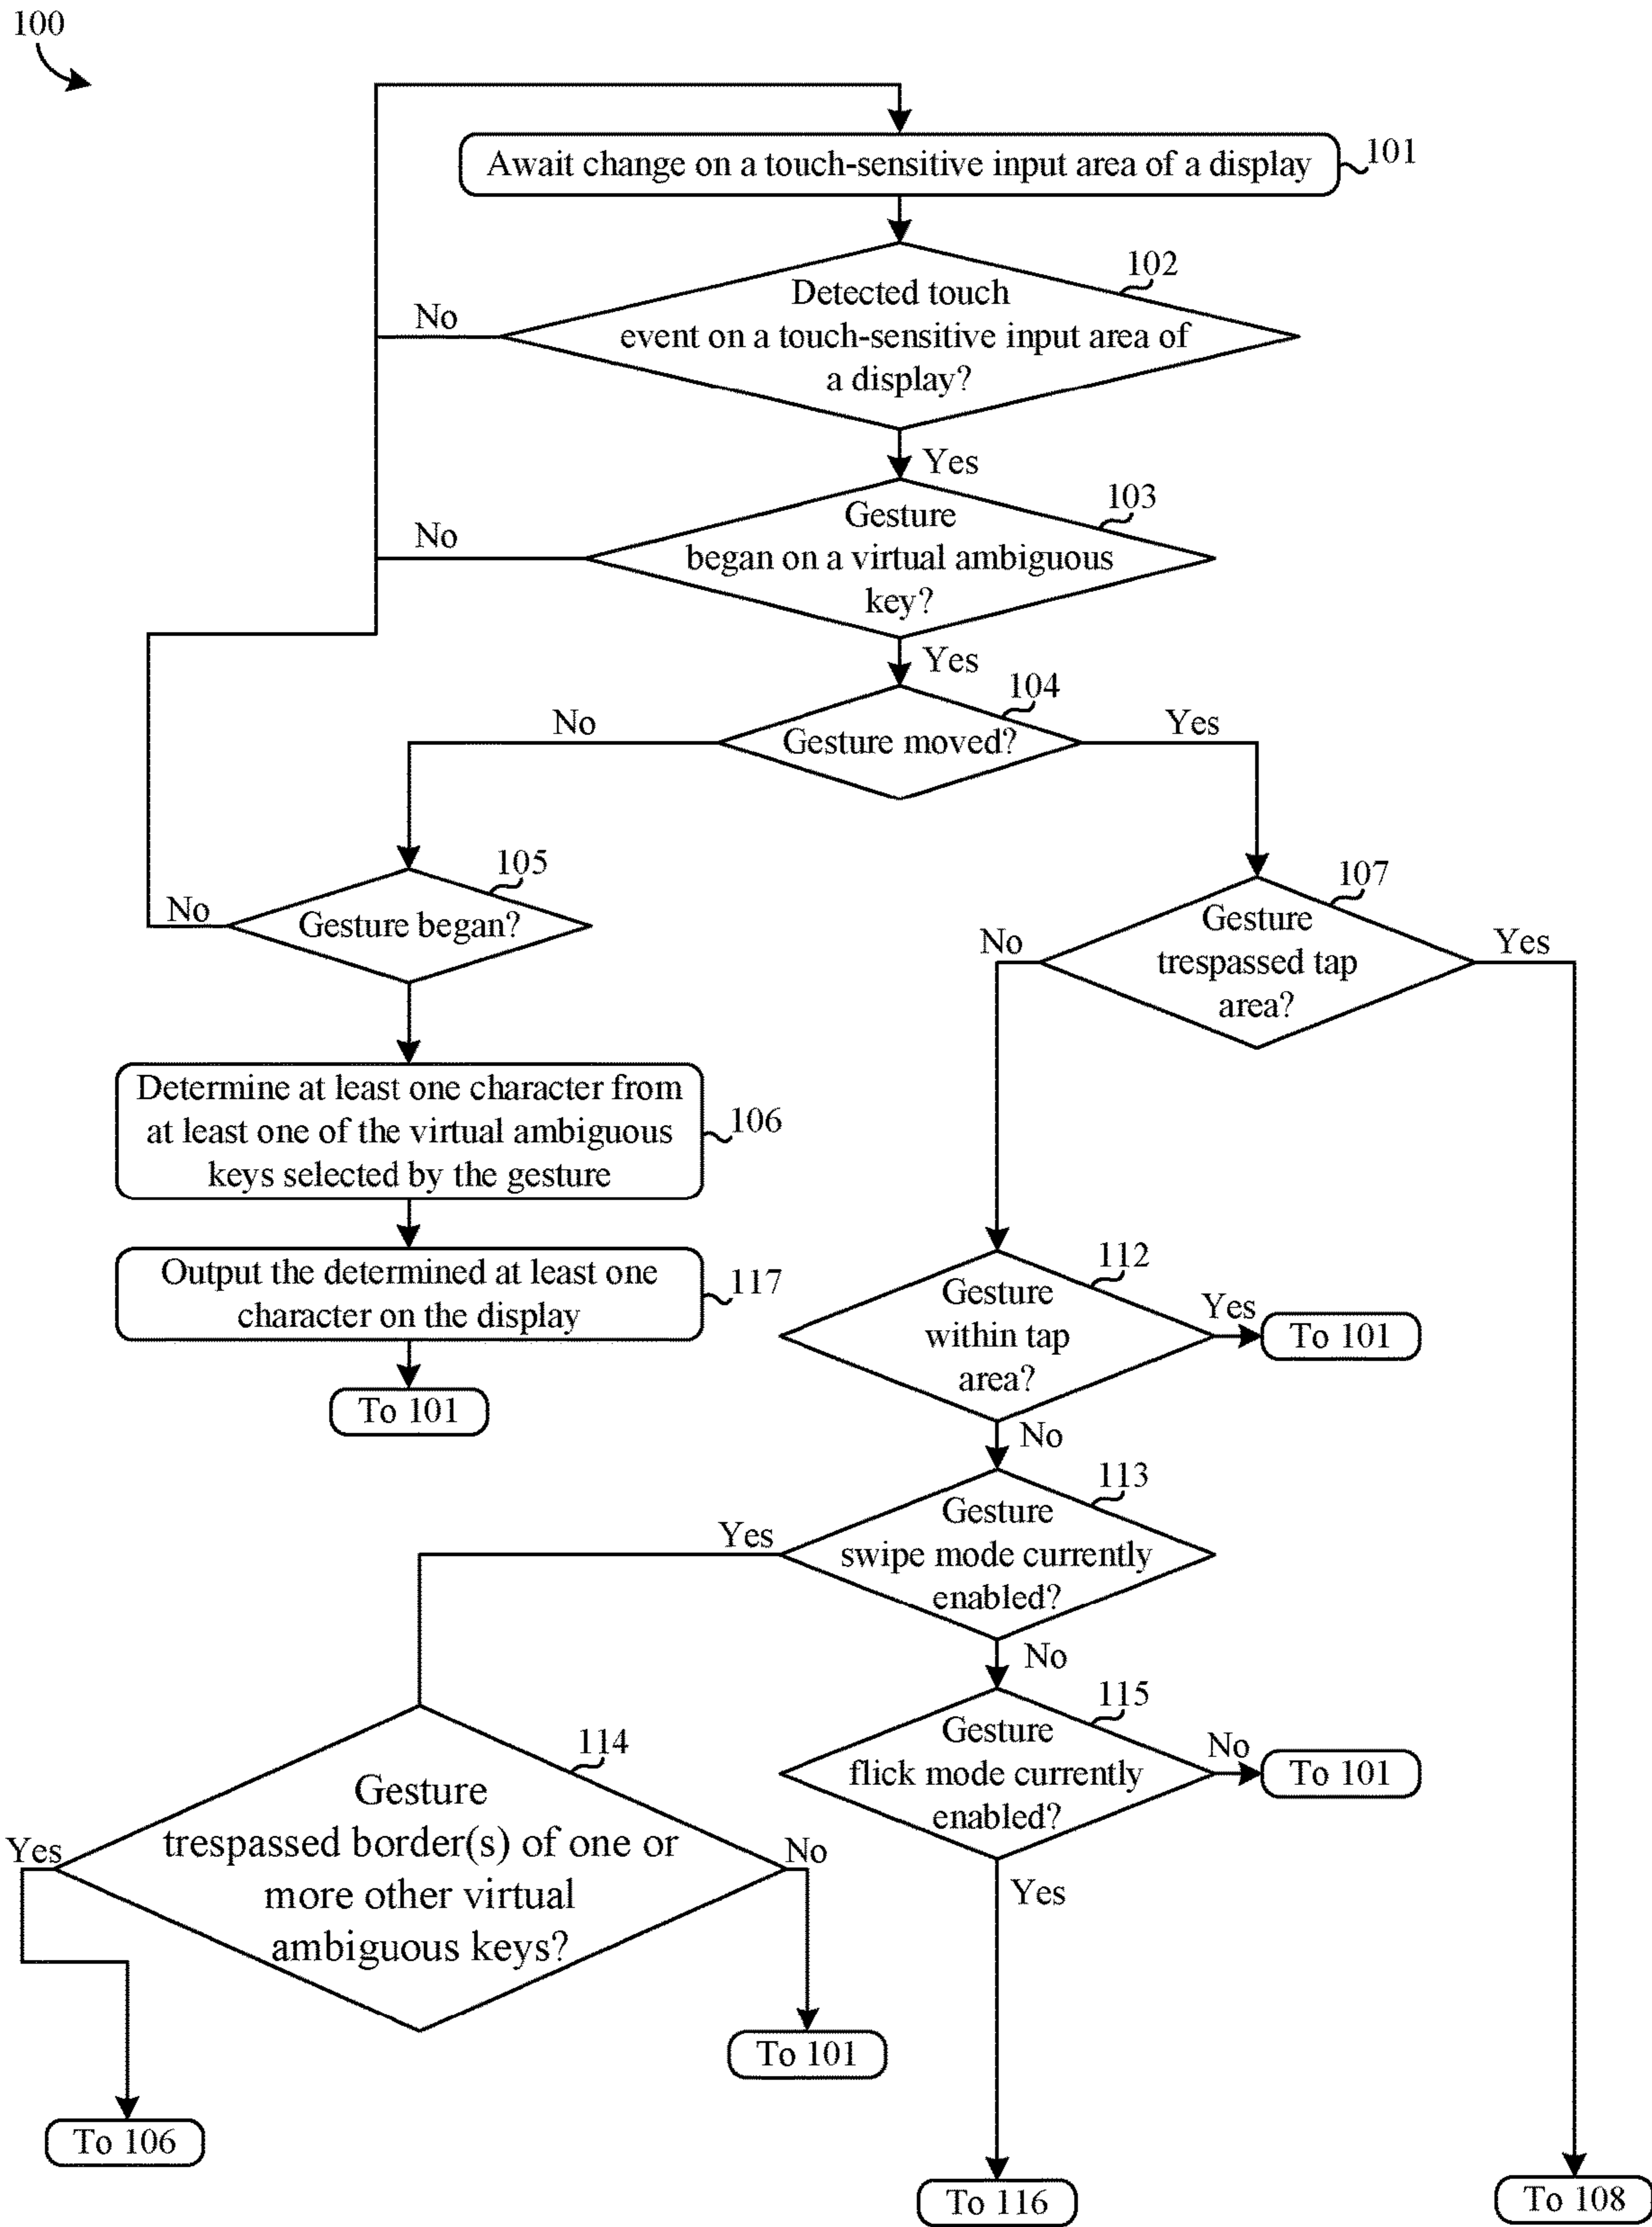 100
Await change on a touch-sensitive input area of a display
101
102
Detected touch
event on a touch-sensitive input area of
a display?
No
Yes
103
Gesture
began on a virtual ambiguous
key?
No
Yes
104
Gesture moved?
No
Yes
105
Gesture began?
No
107
Gesture
trespassed tap
area?
No
Yes
Determine at least one character from
at least one of the virtual ambiguous
keys selected by the gesture
106
Output the determined at least one
character on the display
117
To 101
112
Gesture
within tap
area?
Yes
To 101
No
113
Gesture
swipe mode currently
enabled?
Yes
No
115
Gesture
flick mode currently
enabled?
No
To 101
Yes
114
Gesture
trespassed border(s) of one or
more other virtual
ambiguous keys?
Yes
No
To 101
To 106
To 116
To 108